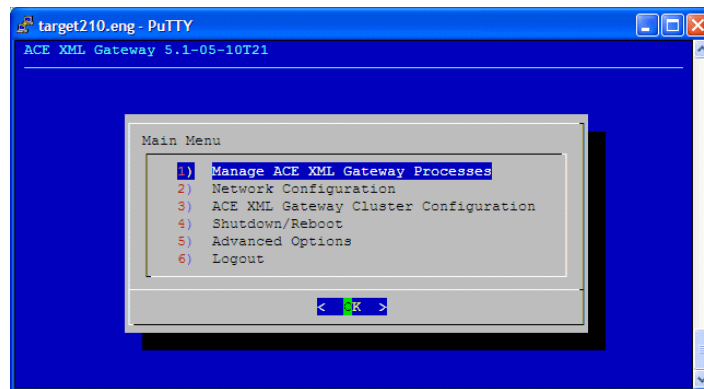 target210.eng - PuTTY
ACE XML Gateway 5.1-05-10T21
Main Menu
1) Manage ACE XML Gateway Processes
2) Network Configuration
3) ACE XML Gateway Cluster Configuration
4) Shutdown/Reboot
5) Advanced Options
6) Logout
< OK >